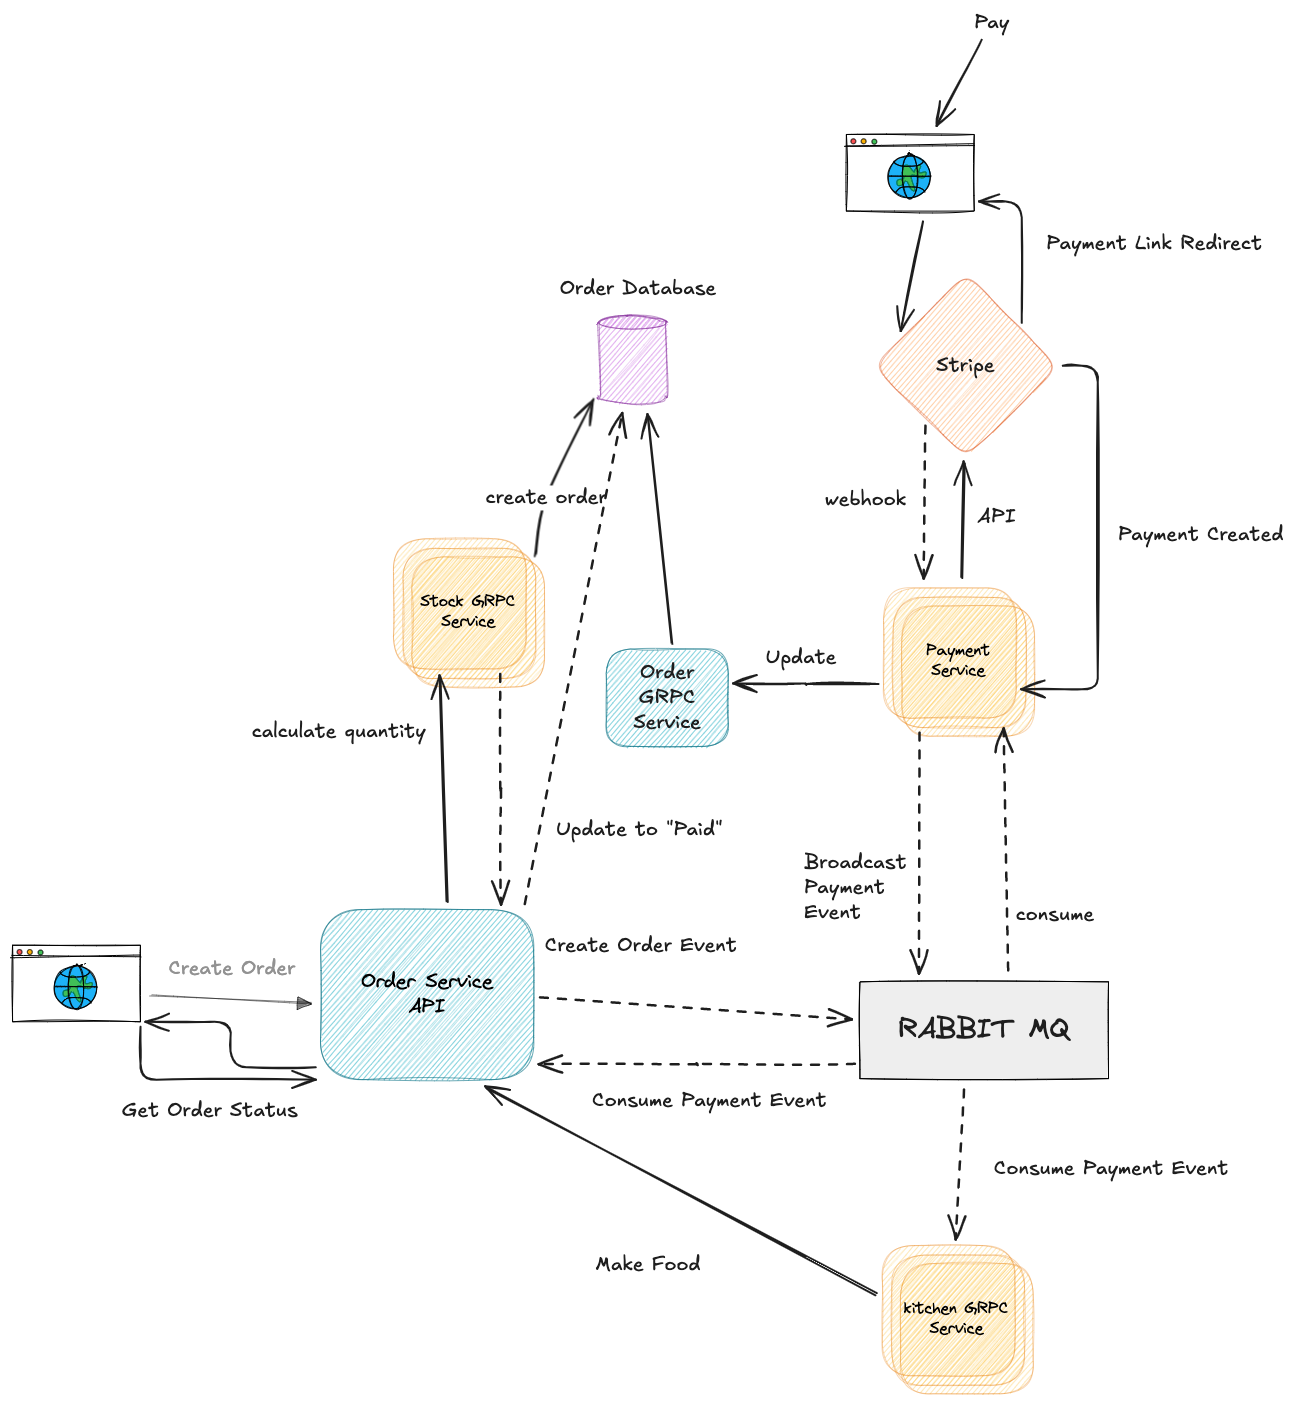 Pay
Payment Link Redirect
Order Database
Stripe
create order
webhook
API
Payment Created
Stock GRPC
Service
Payment
Service
Update
Order
GRPC
Service
calculate quantity
Update to "Paid"
Broadcast
Payment
Event
consume
Create Order Event
Create Order
Order Service
API
RABBIT MQ
Consume Payment Event
Get Order Status
Consume Payment Event
Make Food
kitchen GRPC
Service